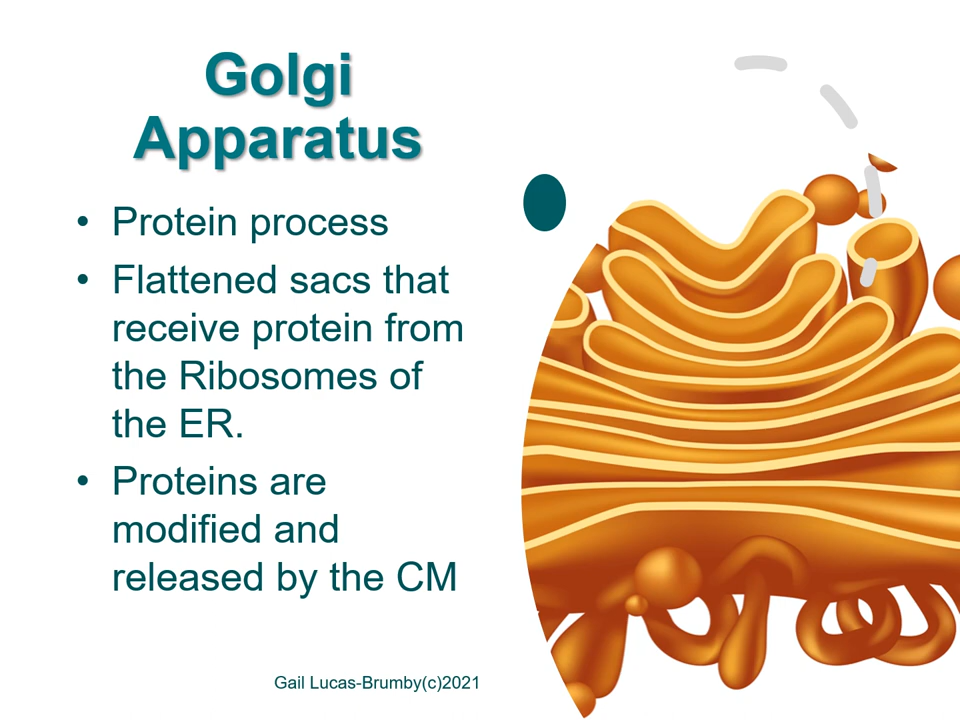 Golgi
Apparatus
• Protein process
• Flattened sacs that
receive protein from
the Ribosomes of
the ER.
• Proteins are
modified and
released by the CM
Gail Lucas-Brumby(c)2021